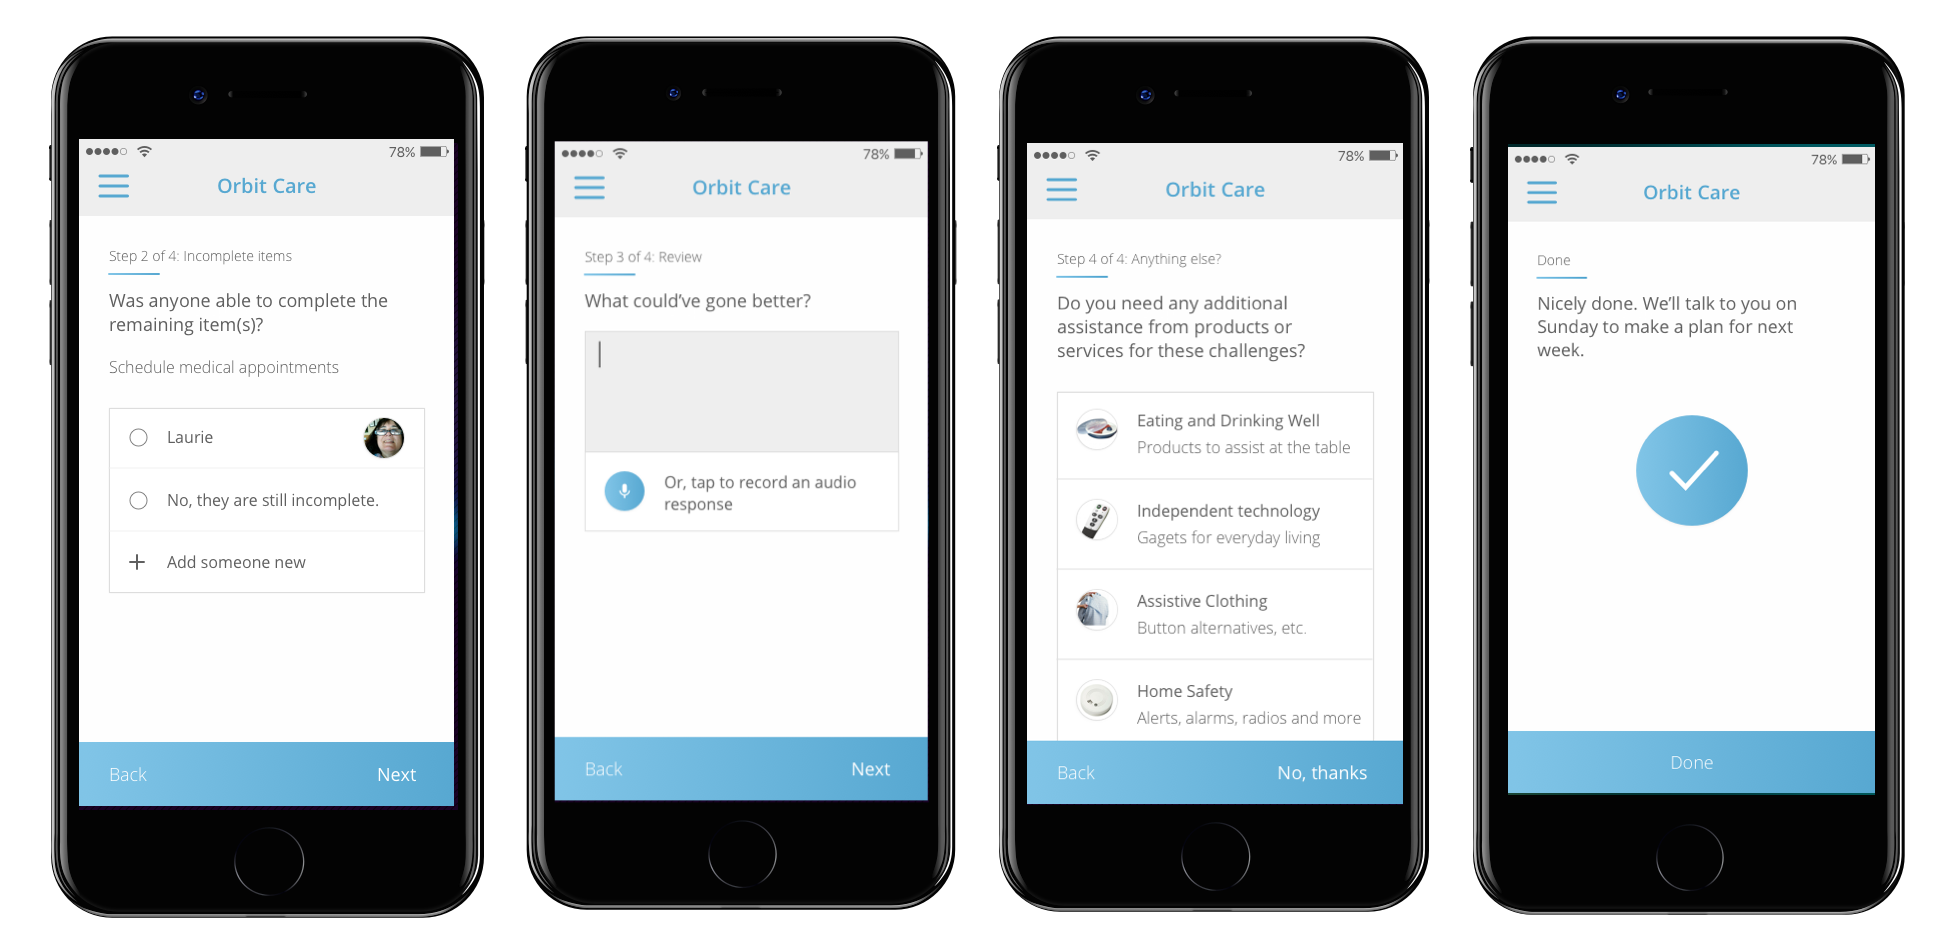 78%
Orbit Care
Step 2 of 4: Incomplete items
Was anyone able to complete the
remaining item(s)?
Schedule medical appointments
Laurie
No, they are still incomplete.
Add someone new
Back
Next
78%
Orbit Care
Step 3 of 4: Review
What could’ve gone better?
Or, tap to record an audio
response
Back
Next
78%
Orbit Care
Step 4 of 4: Anything else?
Do you need any additional
assistance from products or
services for these challenges?
Eating and Drinking Well
Products to assist at the table
Independent technology
Gagets for everyday living
Assistive Clothing
Button alternatives, etc.
Home Safety
Alerts, alarms, radios and more
Back
No, thanks
78%
Orbit Care
Done
Nicely done. We’ll talk to you on
Sunday to make a plan for next
week.
Done